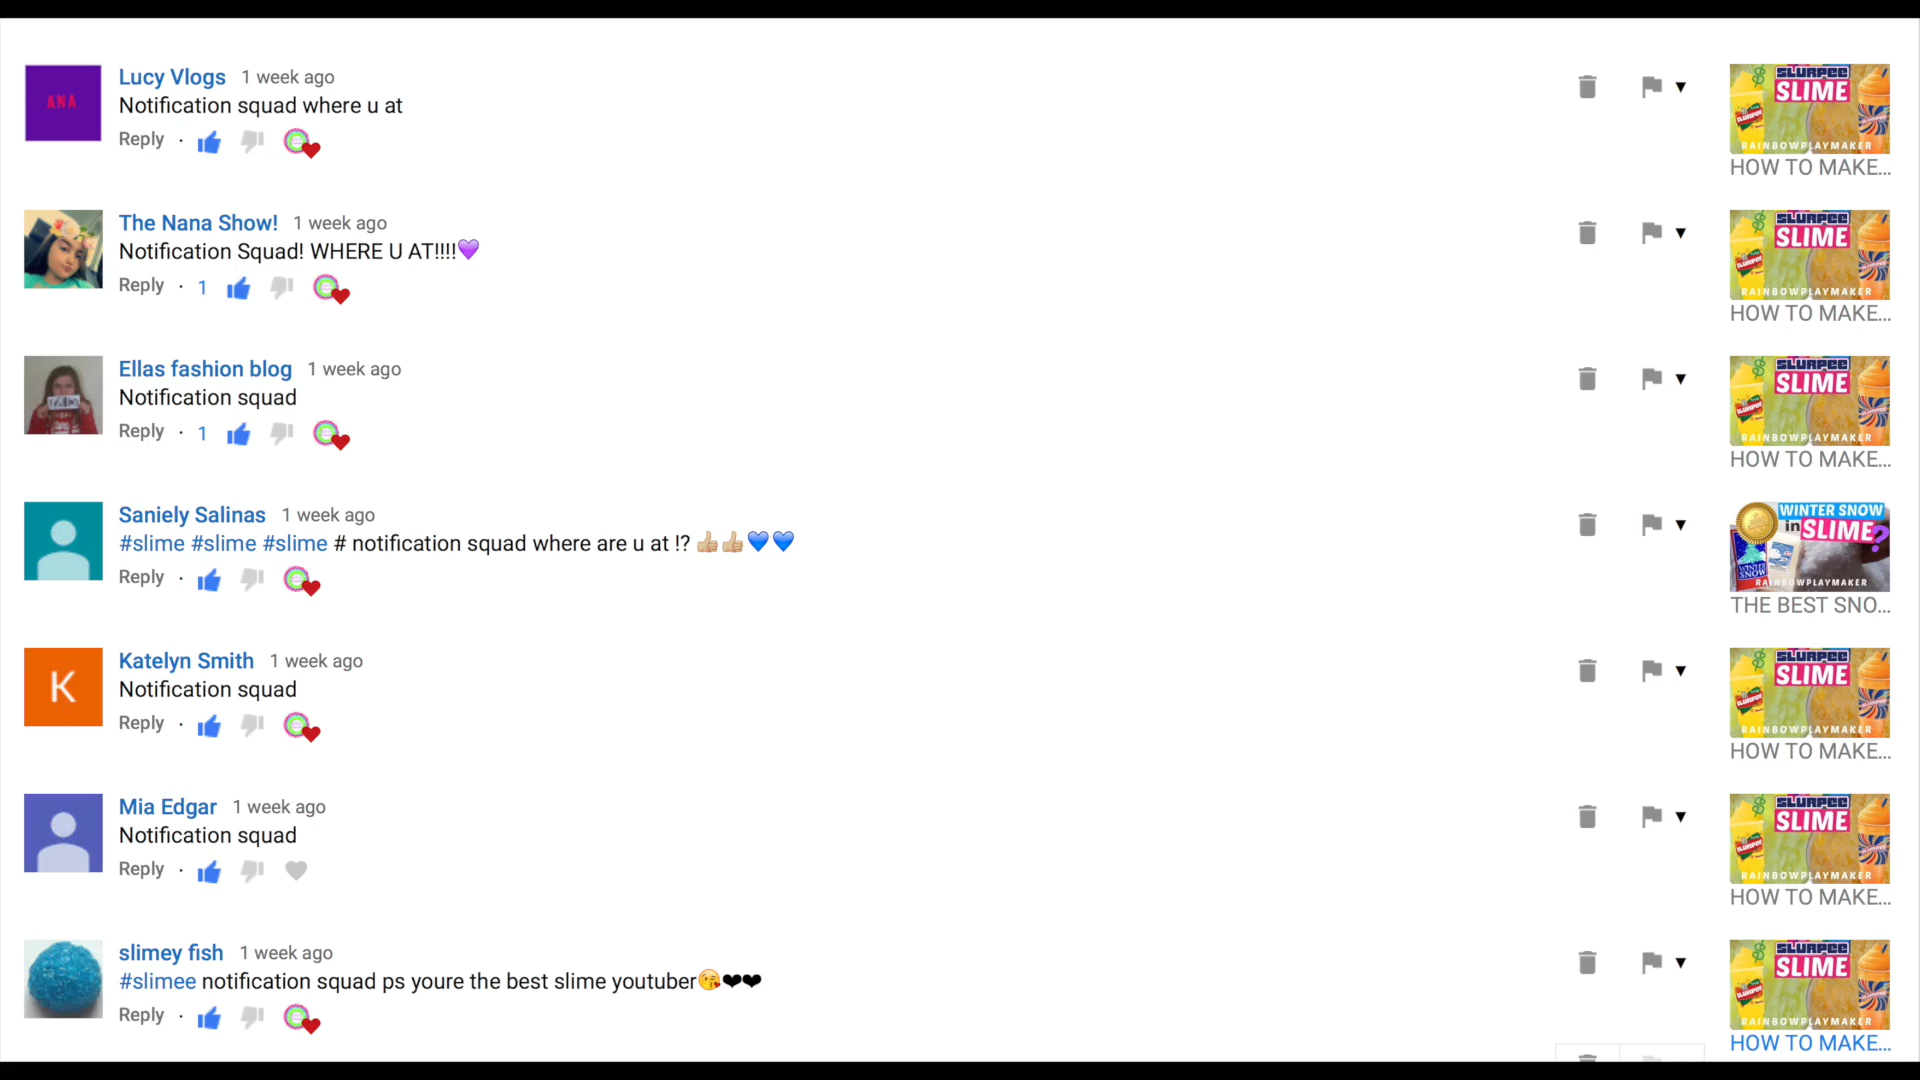 ANA
Lucy Vlogs 1 week ago
Notification squad where u at
Reply
SLURPEE
SLIME
RAINBOWPLAYMAKER
HOW TO MAKE...
The Nana Show! 1 week ago
Notification Squad! WHERE U AT!!!!💜
Reply · 1
SLURPEE
SLIME
RAINBOWPLAYMAKER
HOW TO MAKE...
Ellas fashion blog 1 week ago
Notification squad
Reply · 1
SLURPEE
SLIME
RAINBOWPLAYMAKER
HOW TO MAKE...
Saniely Salinas 1 week ago
#slime #slime #slime # notification squad where are u at !? 👍🏼👍🏼💙💙
Reply
WINTER SNOW
in SLIME?
WINTER SNOW
RAINBOWPLAYMAKER
THE BEST SNO...
K
Katelyn Smith 1 week ago
Notification squad
Reply
SLURPEE
SLIME
RAINBOWPLAYMAKER
HOW TO MAKE...
Mia Edgar 1 week ago
Notification squad
Reply
SLURPEE
SLIME
RAINBOWPLAYMAKER
HOW TO MAKE...
slimey fish 1 week ago
#slimee notification squad ps youre the best slime youtuber😘❤❤
Reply
SLURPEE
SLIME
RAINBOWPLAYMAKER
HOW TO MAKE...